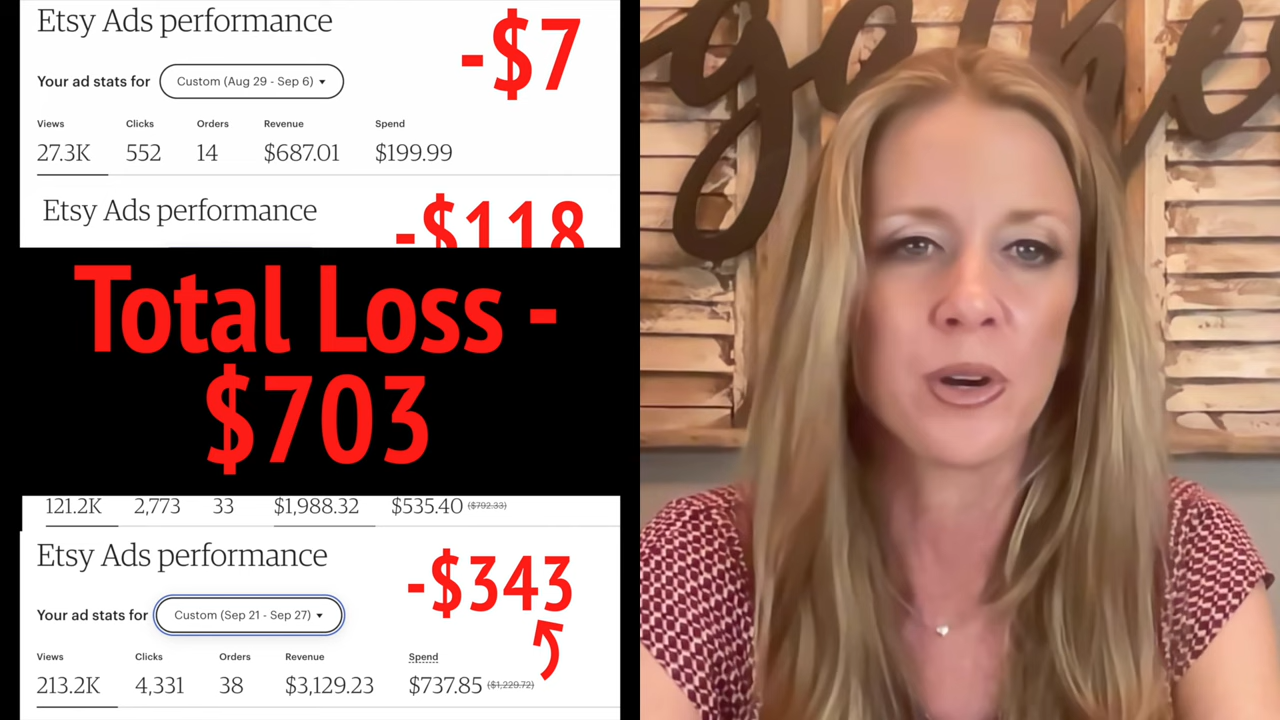 Etsy Ads performance
-$7
Your ad stats for Custom (Aug 29 - Sep 6)
Views Clicks Orders Revenue Spend
27.3K 552 14 $687.01 $199.99
Etsy Ads performance
-$118
Total Loss -
$703
121.2K 2,773 33 $1,988.32 $535.40 ($792.33)
Etsy Ads performance
-$343
Your ad stats for Custom (Sep 21 - Sep 27)
Views Clicks Orders Revenue Spend
213.2K 4,331 38 $3,129.23 $737.85 ($1,229.72)
gathe